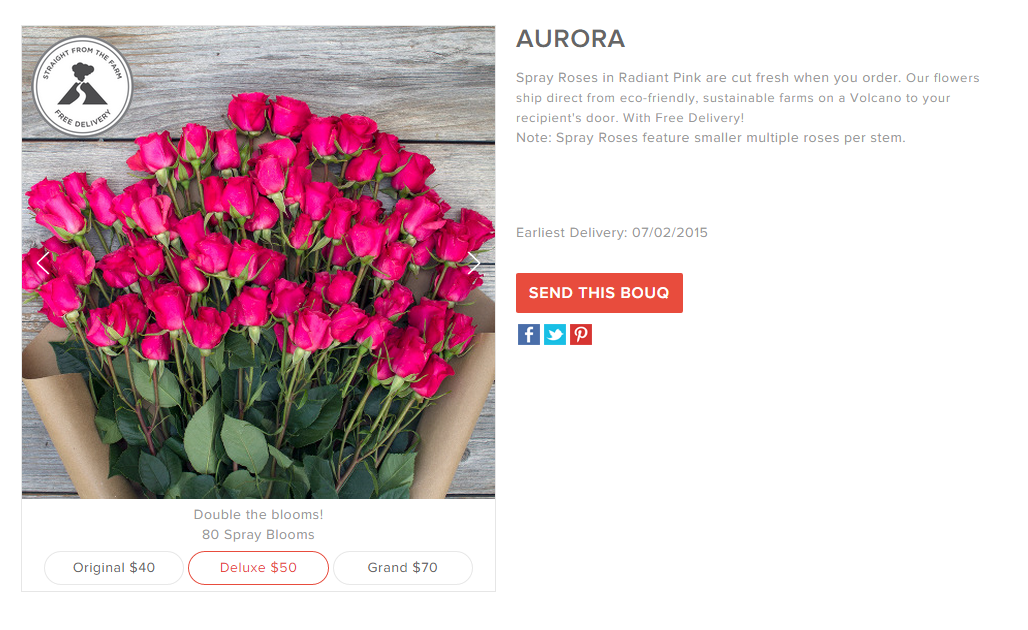 STRAIGHT FROM THE FARM
FREE DELIVERY
AURORA
Spray Roses in Radiant Pink are cut fresh when you order. Our flowers
ship direct from eco-friendly, sustainable farms on a Volcano to your
recipient's door. With Free Delivery!
Note: Spray Roses feature smaller multiple roses per stem.
Earliest Delivery: 07/02/2015
SEND THIS BOUQ
Double the blooms!
80 Spray Blooms
Original $40
Deluxe $50
Grand $70